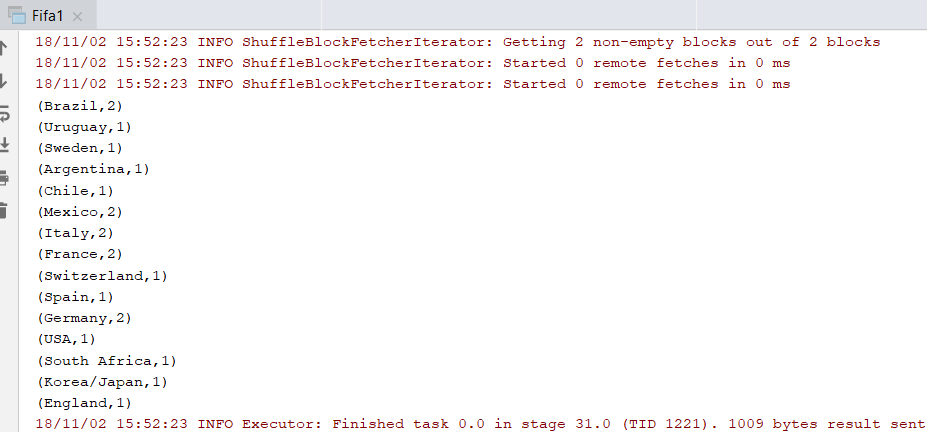 Fifa1
18/11/02 15:52:23 INFO ShuffleBlockFetcherIterator: Getting 2 non-empty blocks out of 2 blocks
18/11/02 15:52:23 INFO ShuffleBlockFetcherIterator: Started 0 remote fetches in 0 ms
18/11/02 15:52:23 INFO ShuffleBlockFetcherIterator: Started 0 remote fetches in 0 ms
(Brazil,2)
(Uruguay,1)
(Sweden,1)
(Argentina,1)
(Chile,1)
(Mexico,2)
(Italy,2)
(France,2)
(Switzerland,1)
(Spain,1)
(Germany,2)
(USA,1)
(South Africa,1)
(Korea/Japan,1)
(England,1)
18/11/02 15:52:23 INFO Executor: Finished task 0.0 in stage 31.0 (TID 1221). 1009 bytes result sent